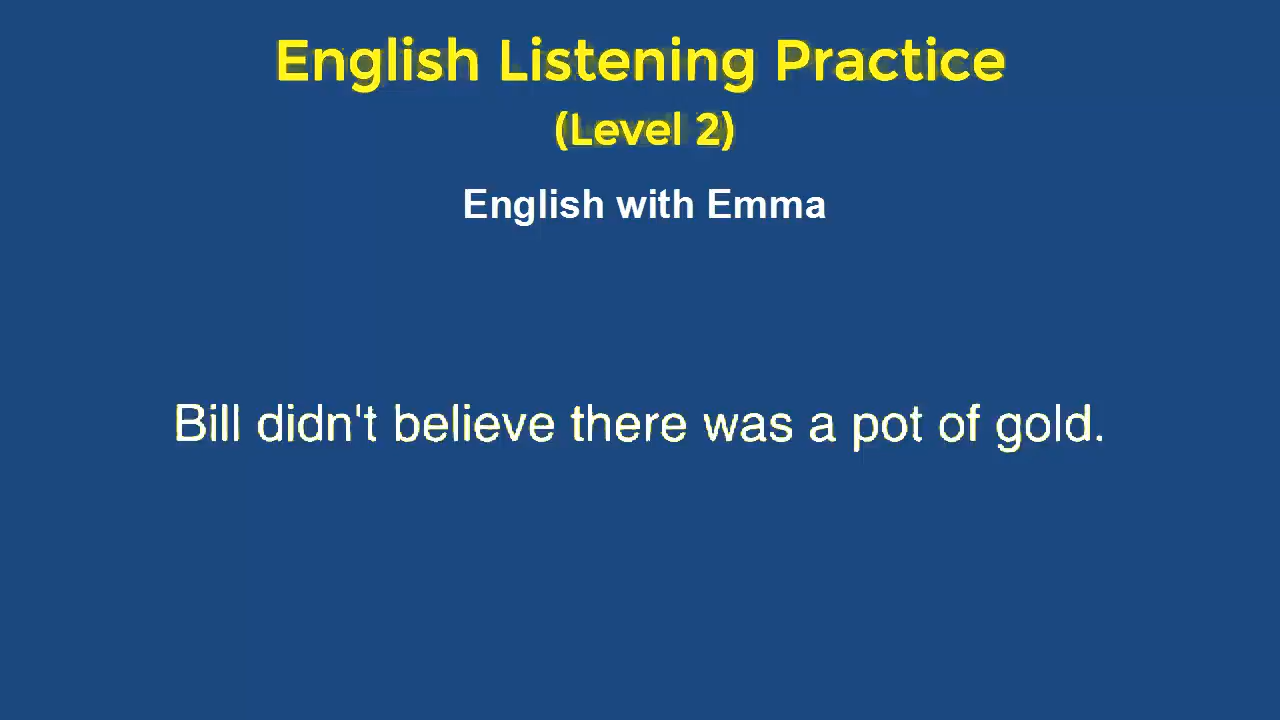 English Listening Practice
(Level 2)
English with Emma
Bill didn't believe there was a pot of gold.